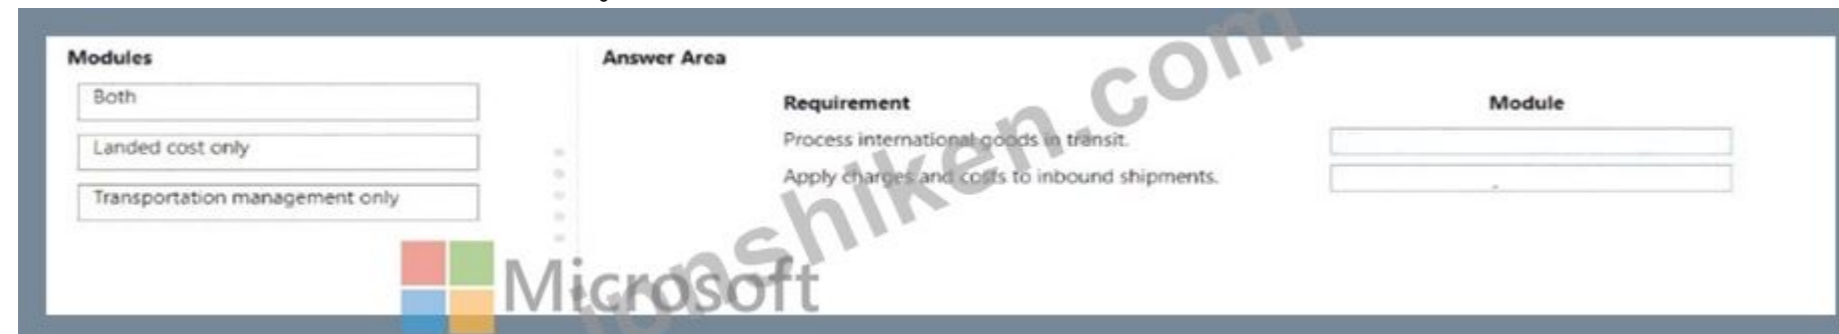 Modules
Both
Landed cost only
Transportation management only
Answer Area
Requirement
Module
Process international goods in transit.
Apply charges and costs to inbound shipments.
Microsoft